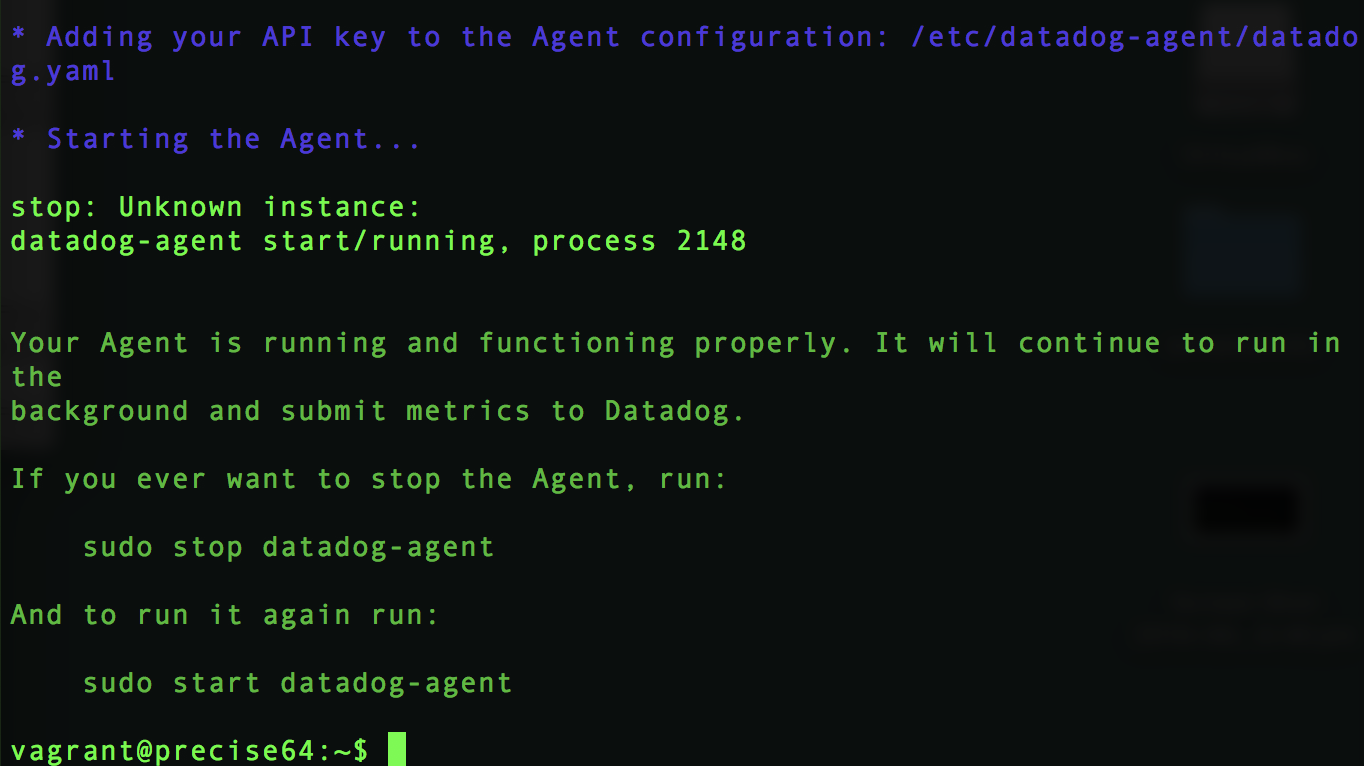 * Adding your API key to the Agent configuration: /etc/datadog-agent/datado
g.yaml
* Starting the Agent...
stop: Unknown instance:
datadog-agent start/running, process 2148
Your Agent is running and functioning properly. It will continue to run in
the
background and submit metrics to Datadog.
If you ever want to stop the Agent, run:
sudo stop datadog-agent
And to run it again run:
sudo start datadog-agent
vagrant@precise64:~$